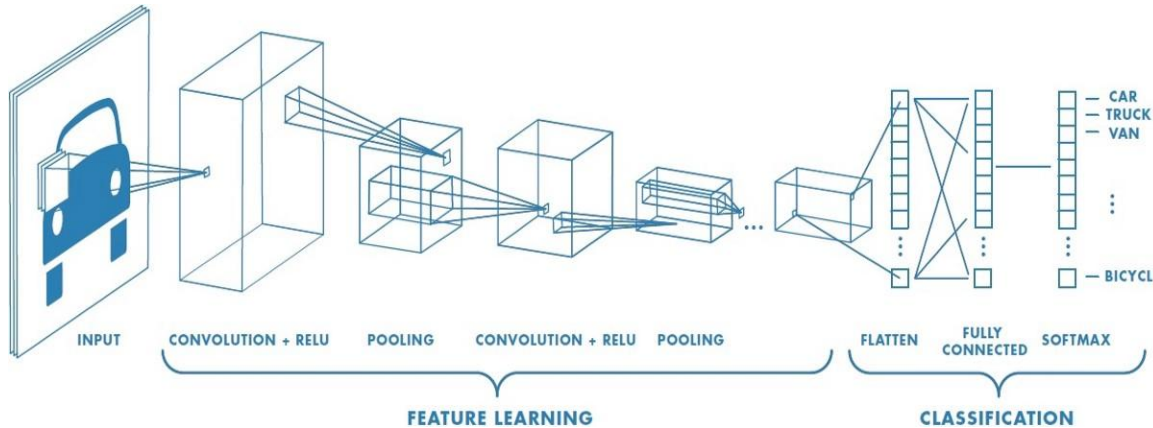 CAR
TRUCK
VAN
BICYCL
INPUT
CONVOLUTION + RELU
POOLING
CONVOLUTION + RELU
POOLING
FLATTEN
FULLY
CONNECTED
SOFTMAX
FEATURE LEARNING
CLASSIFICATION